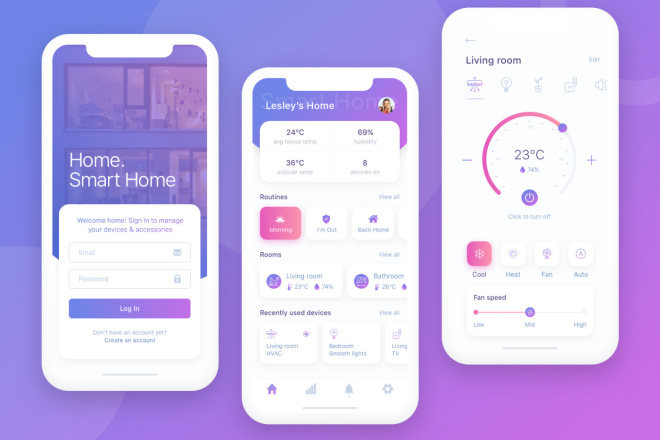 Home.
Smart Home
Welcome home! Sign in to manage
your devices & accessories
Email
Password
Log In
Don't have an account yet?
Create an account
Smart Home
Lesley's Home
24°C
avg house temp
69%
humidity
36°C
outside temp
8
devices on
Routines
View all
Morning
I'm Out
Back Home
Rooms
View all
Living room
23°C
74%
Bathroom
26°C
Recently used devices
View all
Living room
HVAC
Bedroom
Smooth lights
Living
TV
Living room
Edit
23°C
74%
Click to turn off
Cool
Heat
Fan
A
Auto
Fan speed
Low
Mid
High